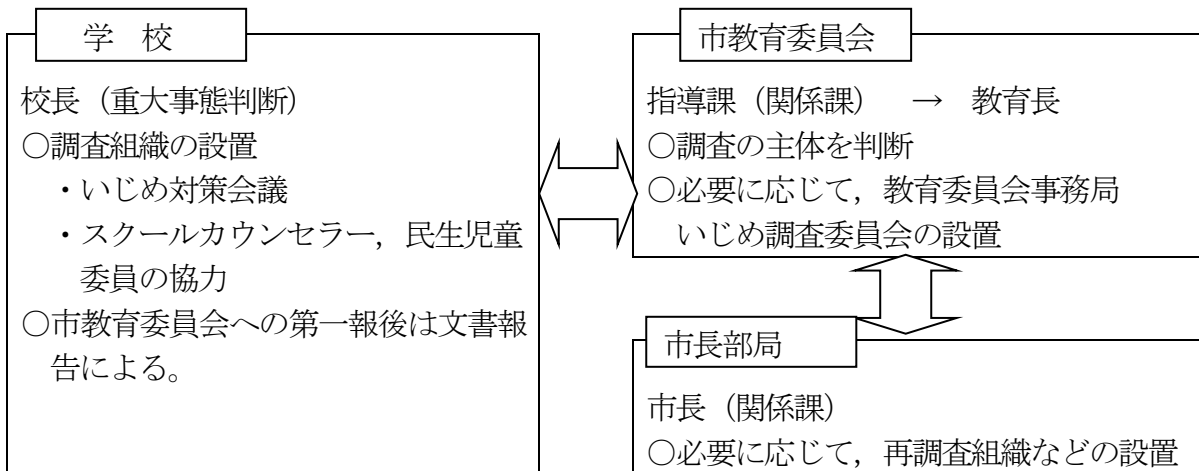 学 校
校長（重大事態判断）
○調査組織の設置
・いじめ対策会議
・スクールカウンセラー，民生児童
委員の協力
○市教育委員会への第一報後は文書報
告による。
市教育委員会
指導課（関係課） → 教育長
○調査の主体を判断
○必要に応じて，教育委員会事務局
いじめ調査委員会の設置
市長部局
市長（関係課）
○必要に応じて，再調査組織などの設置